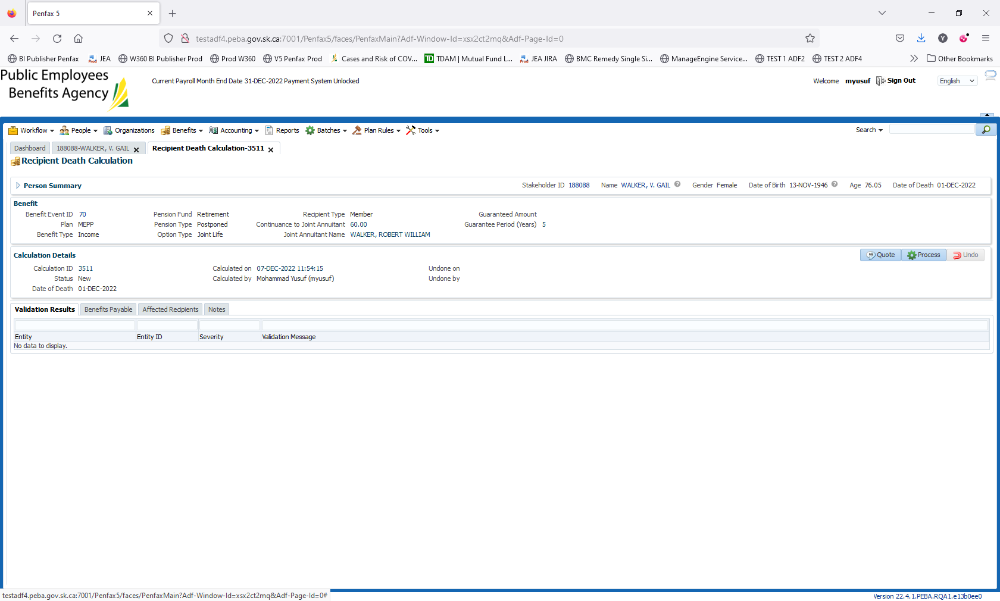 Penfax 5
testadf4.peba.gov.sk.ca:7001/Penfax5/faces/PenfaxMain?Adf-Window-Id=xsx2ct2mq&Adf-Page-Id=0
BI Publisher Penfax JEA W360 BI Publisher Prod Prod W360 V5 Penfax Prod Cases and Risk of COV... TDAM | Mutual Fund L... JEA JIRA BMC Remedy Single Si... ManageEngine Service... TEST 1 ADF2 TEST 2 ADF4 Other Bookmarks
Public Employees
Benefits Agency
Current Payroll Month End Date 31-DEC-2022 Payment System Unlocked
Welcome myusuf Sign Out English
Workflow People Organizations Benefits Accounting Reports Batches Plan Rules Tools Search
Dashboard 188088-WALKER, V. GAIL Recipient Death Calculation-3511
Recipient Death Calculation
Person Summary Stakeholder ID 188088 Name WALKER, V. GAIL Gender Female Date of Birth 13-NOV-1946 Age 76.05 Date of Death 01-DEC-2022
Benefit
Benefit Event ID 70 Pension Fund Retirement Recipient Type Member Guaranteed Amount
Plan MEPP Pension Type Postponed Continuance to Joint Annuitant 60.00 Guarantee Period (Years) 5
Benefit Type Income Option Type Joint Life Joint Annuitant Name WALKER, ROBERT WILLIAM
Calculation Details Quote Process Undo
Calculation ID 3511 Calculated on 07-DEC-2022 11:54:15 Undone on
Status New Calculated by Mohammad Yusuf (myusuf) Undone by
Date of Death 01-DEC-2022
Validation Results Benefits Payable Affected Recipients Notes
Entity Entity ID Severity Validation Message
No data to display.
testadf4.peba.gov.sk.ca:7001/Penfax5/faces/PenfaxMain?Adf-Window-Id=xsx2ct2mq&Adf-Page-Id=0#
Version 22.4.1.PEBA.RQA1.e13b0ee0